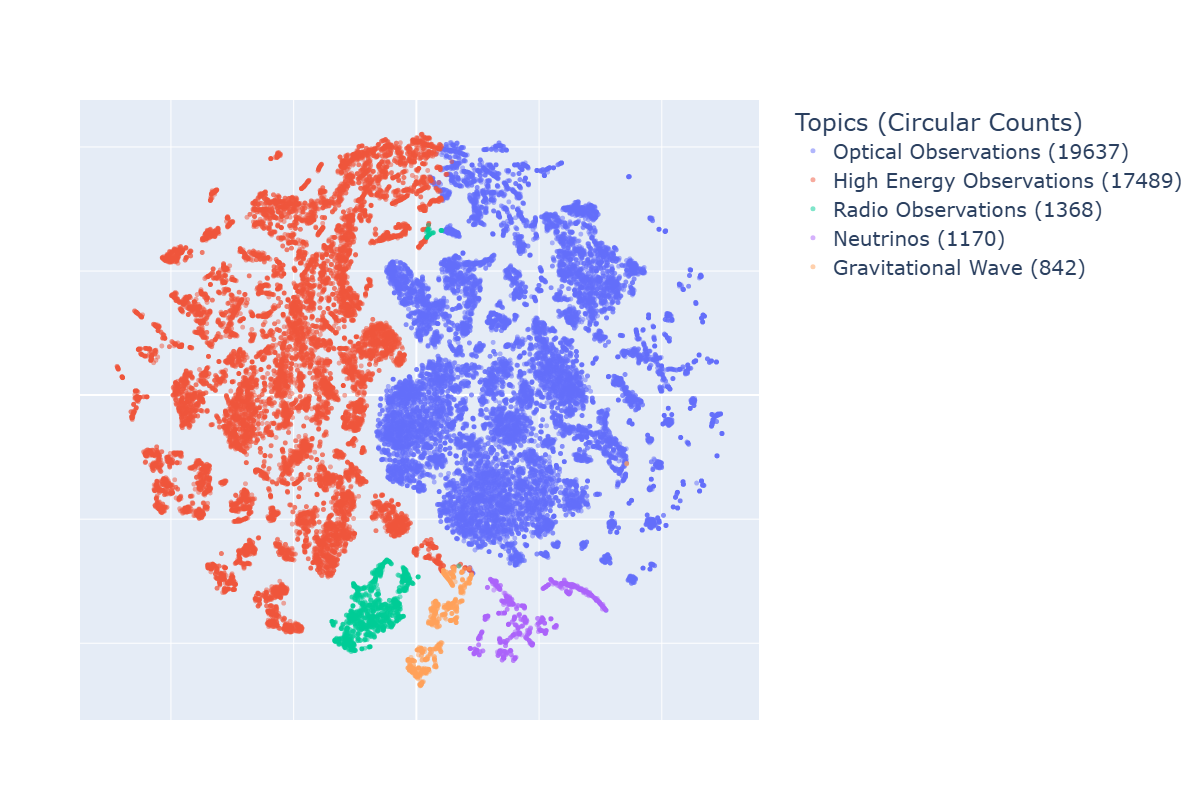 Topics (Circular Counts)
Optical Observations (19637)
High Energy Observations (17489)
Radio Observations (1368)
Neutrinos (1170)
Gravitational Wave (842)